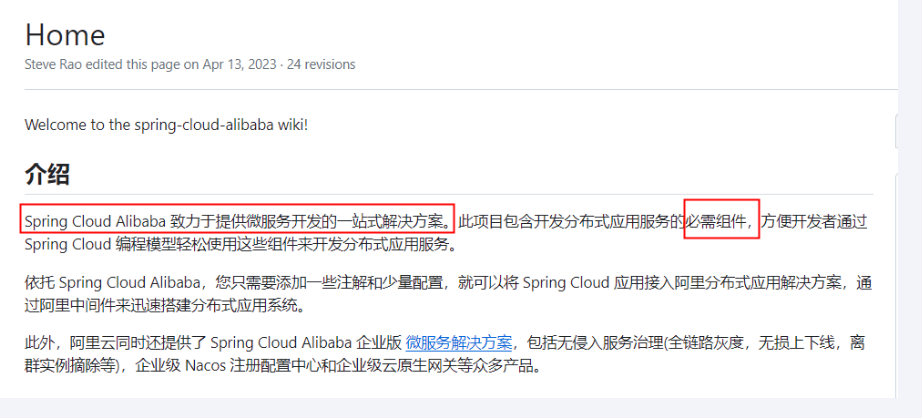 Home
Steve Rao edited this page on Apr 13, 2023 · 24 revisions
Welcome to the spring-cloud-alibaba wiki!
介绍
Spring Cloud Alibaba 致力于提供微服务开发的一站式解决方案。此项目包含开发分布式应用服务的必需组件，方便开发者通过
Spring Cloud 编程模型轻松使用这些组件来开发分布式应用服务。
依托 Spring Cloud Alibaba，您只需要添加一些注解和少量配置，就可以将 Spring Cloud 应用接入阿里分布式应用解决方案，通
过阿里中间件来迅速搭建分布式应用系统。
此外，阿里云同时还提供了 Spring Cloud Alibaba 企业版 微服务解决方案，包括无侵入服务治理(全链路灰度，无损上下线，离
群实例摘除等)，企业级 Nacos 注册配置中心和企业级云原生网关等众多产品。